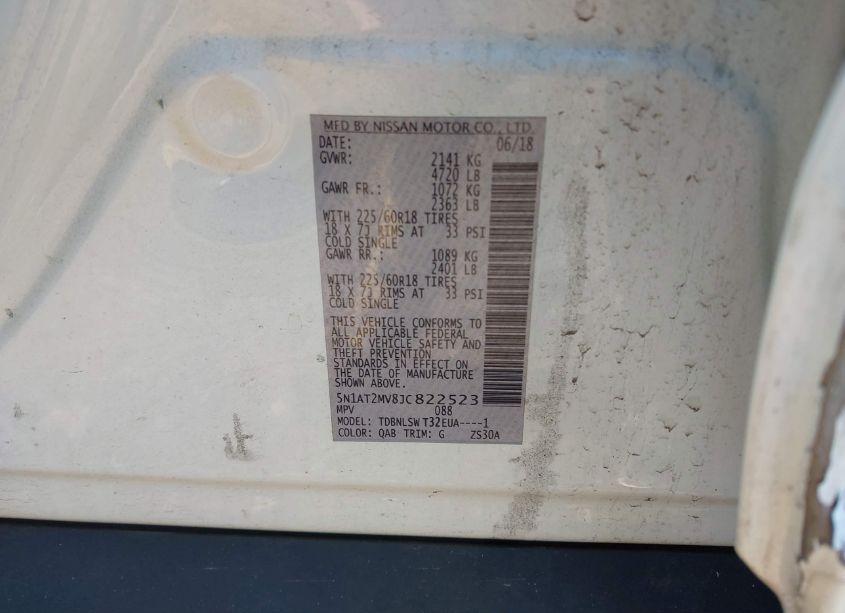 MFD BY NISSAN MOTOR CO., LTD.
DATE: 06/18
GVWR: 2141 KG
4720 LB
GAWR FR.: 1072 KG
2363 LB
WITH 225/60R18 TIRES
18 X 7J RIMS AT 33 PSI
COLD SINGLE
GAWR RR.: 1089 KG
2401 LB
WITH 225/60R18 TIRES
18 X 7J RIMS AT 33 PSI
COLD SINGLE
THIS VEHICLE CONFORMS TO
ALL APPLICABLE FEDERAL
MOTOR VEHICLE SAFETY AND
THEFT PREVENTION
STANDARDS IN EFFECT ON
THE DATE OF MANUFACTURE
SHOWN ABOVE.
5N1AT2MV8JC822523
MPV 088
MODEL: TDBNLSW T32EUA----1
COLOR: QAB TRIM: G ZS30A